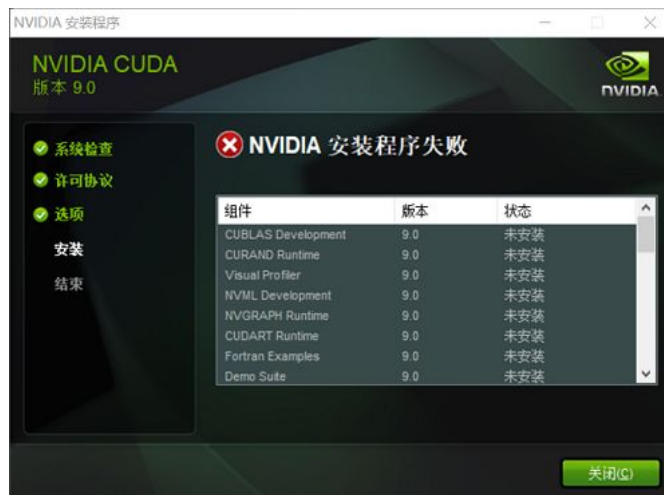 NVIDIA 安装程序
NVIDIA CUDA
版本 9.0
NVIDIA
系统检查
许可协议
选项
安装
结束
NVIDIA 安装程序失败
组件 版本 状态
CUBLAS Development 9.0 未安装
CURAND Runtime 9.0 未安装
Visual Profiler 9.0 未安装
NVML Development 9.0 未安装
NVGRAPH Runtime 9.0 未安装
CUDART Runtime 9.0 未安装
Fortran Examples 9.0 未安装
Demo Suite 9.0 未安装
关闭(C)